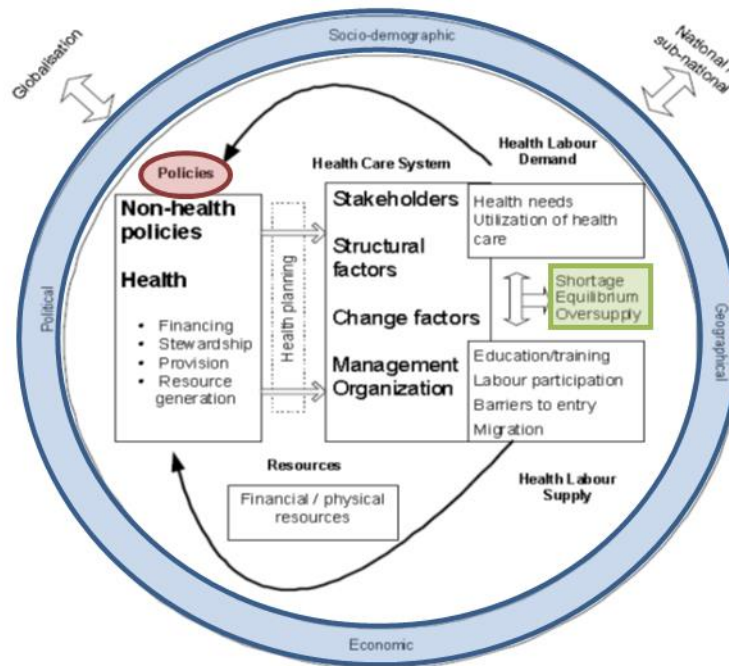 Globalisation
Socio-demographic
National /
sub-national
Health Labour
Demand
Policies
Health Care System
Non-health
policies
Health
• Financing
• Stewardship
• Provision
• Resource
generation
Health planning
Stakeholders
Structural
factors
Change factors
Management
Organization
Health needs
Utilization of health
care
Shortage
Equilibrium
Oversupply
Education/training
Labour participation
Barriers to entry
Migration
Political
Geographical
Resources
Financial / physical
resources
Health Labour
Supply
Economic